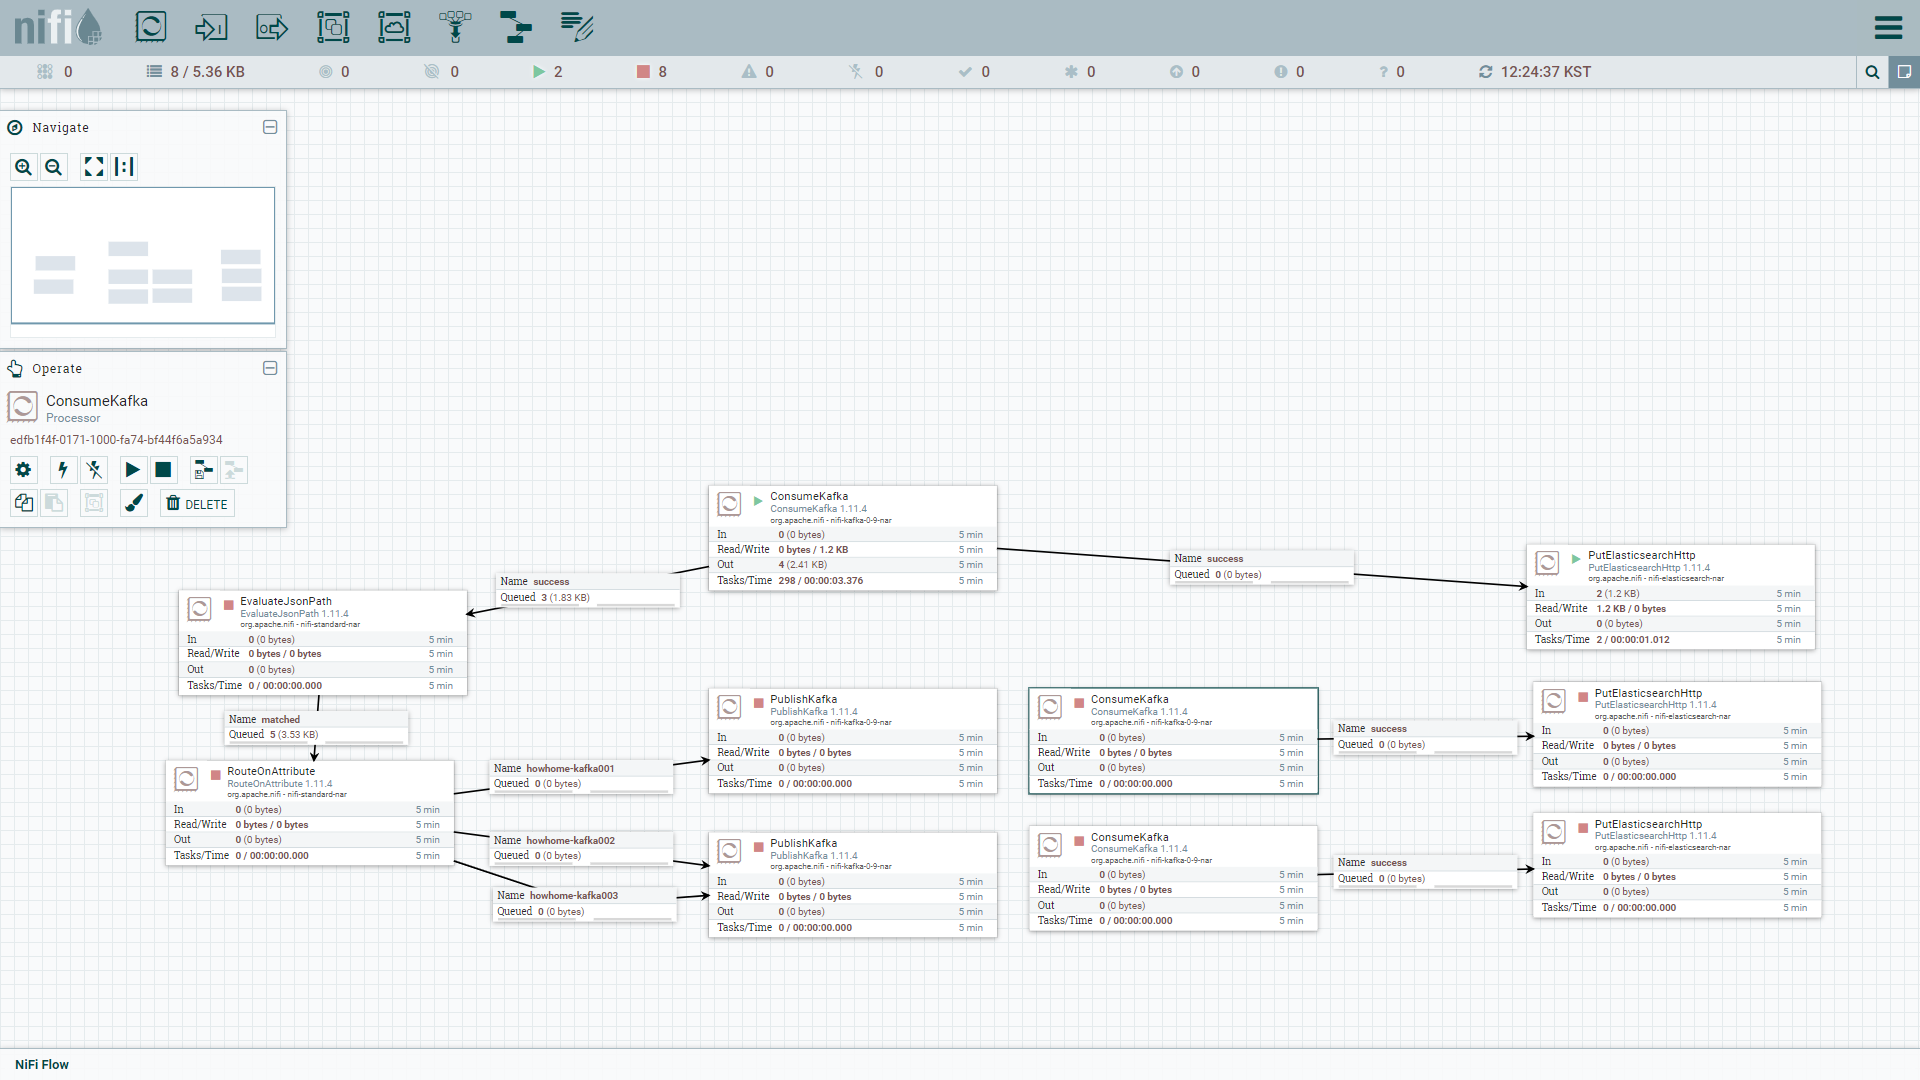 nifi
0
8 / 5.36 KB
0
0
2
8
0
0
0
0
0
0
? 0
12:24:37 KST
Navigate
Operate
ConsumeKafka
Processor
edfb1f4f-0171-1000-fa74-bf44f6a5a934
DELETE
ConsumeKafka
ConsumeKafka 1.11.4
org.apache.nifi - nifi-kafka-0-9-nar
In 0 (0 bytes) 5 min
Read/Write 0 bytes / 1.2 KB 5 min
Out 4 (2.41 KB) 5 min
Tasks/Time 298 / 00:00:03.376 5 min
Name success
Queued 0 (0 bytes)
PutElasticsearchHttp
PutElasticsearchHttp 1.11.4
org.apache.nifi - nifi-elasticsearch-nar
In 2 (1.2 KB) 5 min
Read/Write 1.2 KB / 0 bytes 5 min
Out 0 (0 bytes) 5 min
Tasks/Time 2 / 00:00:01.012 5 min
Name success
Queued 3 (1.83 KB)
EvaluateJsonPath
EvaluateJsonPath 1.11.4
org.apache.nifi - nifi-standard-nar
In 0 (0 bytes) 5 min
Read/Write 0 bytes / 0 bytes 5 min
Out 0 (0 bytes) 5 min
Tasks/Time 0 / 00:00:00.000 5 min
Name matched
Queued 5 (3.53 KB)
RouteOnAttribute
RouteOnAttribute 1.11.4
org.apache.nifi - nifi-standard-nar
In 0 (0 bytes) 5 min
Read/Write 0 bytes / 0 bytes 5 min
Out 0 (0 bytes) 5 min
Tasks/Time 0 / 00:00:00.000 5 min
Name howhome-kafka001
Queued 0 (0 bytes)
Name howhome-kafka002
Queued 0 (0 bytes)
Name howhome-kafka003
Queued 0 (0 bytes)
PublishKafka
PublishKafka 1.11.4
org.apache.nifi - nifi-kafka-0-9-nar
In 0 (0 bytes) 5 min
Read/Write 0 bytes / 0 bytes 5 min
Out 0 (0 bytes) 5 min
Tasks/Time 0 / 00:00:00.000 5 min
ConsumeKafka
ConsumeKafka 1.11.4
org.apache.nifi - nifi-kafka-0-9-nar
In 0 (0 bytes) 5 min
Read/Write 0 bytes / 0 bytes 5 min
Out 0 (0 bytes) 5 min
Tasks/Time 0 / 00:00:00.000 5 min
Name success
Queued 0 (0 bytes)
PutElasticsearchHttp
PutElasticsearchHttp 1.11.4
org.apache.nifi - nifi-elasticsearch-nar
In 0 (0 bytes) 5 min
Read/Write 0 bytes / 0 bytes 5 min
Out 0 (0 bytes) 5 min
Tasks/Time 0 / 00:00:00.000 5 min
PublishKafka
PublishKafka 1.11.4
org.apache.nifi - nifi-kafka-0-9-nar
In 0 (0 bytes) 5 min
Read/Write 0 bytes / 0 bytes 5 min
Out 0 (0 bytes) 5 min
Tasks/Time 0 / 00:00:00.000 5 min
ConsumeKafka
ConsumeKafka 1.11.4
org.apache.nifi - nifi-kafka-0-9-nar
In 0 (0 bytes) 5 min
Read/Write 0 bytes / 0 bytes 5 min
Out 0 (0 bytes) 5 min
Tasks/Time 0 / 00:00:00.000 5 min
Name success
Queued 0 (0 bytes)
PutElasticsearchHttp
PutElasticsearchHttp 1.11.4
org.apache.nifi - nifi-elasticsearch-nar
In 0 (0 bytes) 5 min
Read/Write 0 bytes / 0 bytes 5 min
Out 0 (0 bytes) 5 min
Tasks/Time 0 / 00:00:00.000 5 min
NiFi Flow